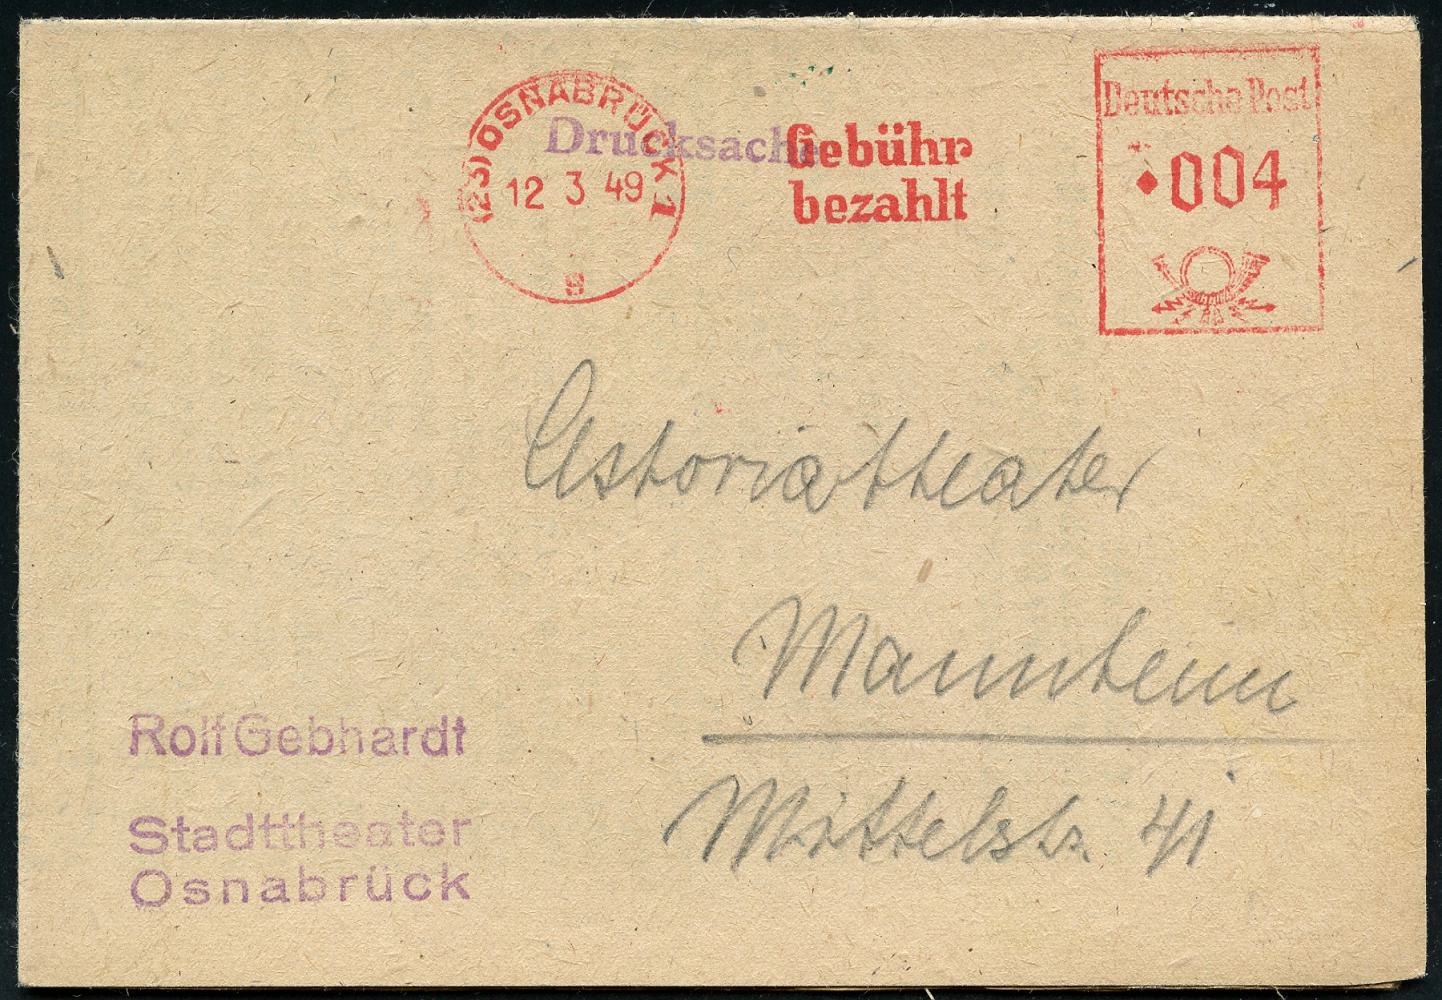 (23) OSNABRÜCK 1
12 3 49
g
Drucksache
Gebühr
bezahlt
Deutsche Post
004
Astoriatheater
Mannheim
Mittelstr. 41
Rolf Gebhardt
Stadttheater
Osnabrück